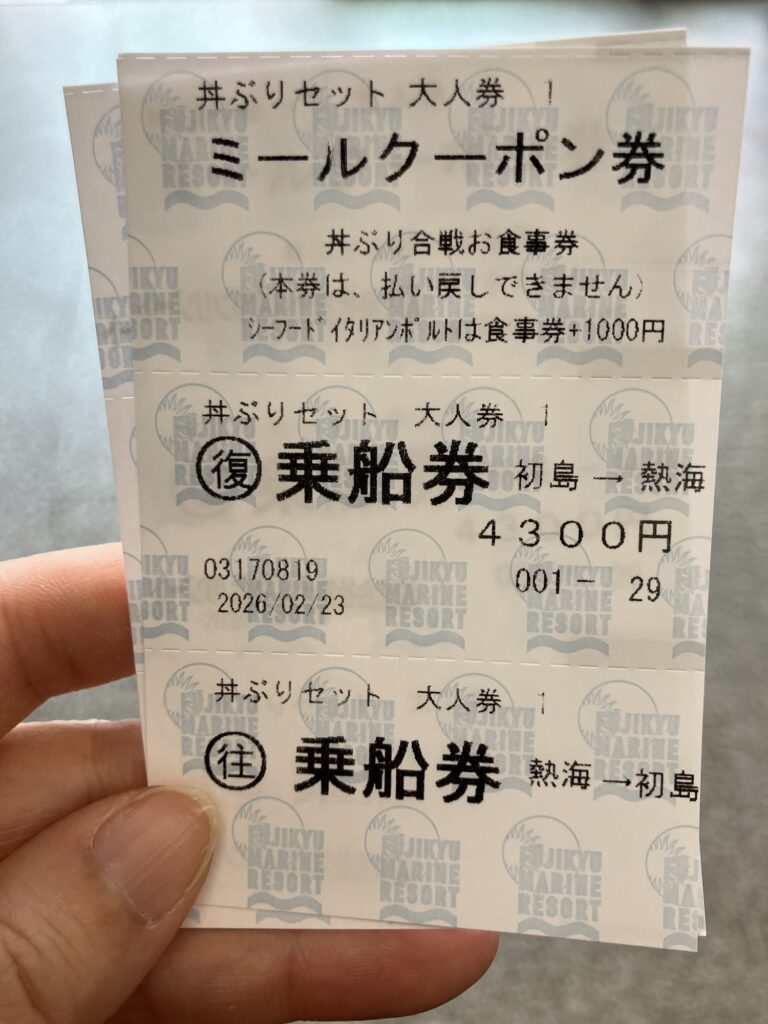 丼ぶりセット 大人券 1
ミールクーポン券
丼ぶり合戦お食事券
(本券は、払い戻しできません)
ｼｰﾌｰﾄﾞｲﾀﾘｱﾝﾎﾟﾙﾄは食事券+1000円
丼ぶりセット 大人券 1
復 乗船券 初島 → 熱海
４３００円
03170819
001 - 29
2026/02/23
丼ぶりセット 大人券 1
往 乗船券 熱海 →初島
FUJIKYU
MARINE
RESORT